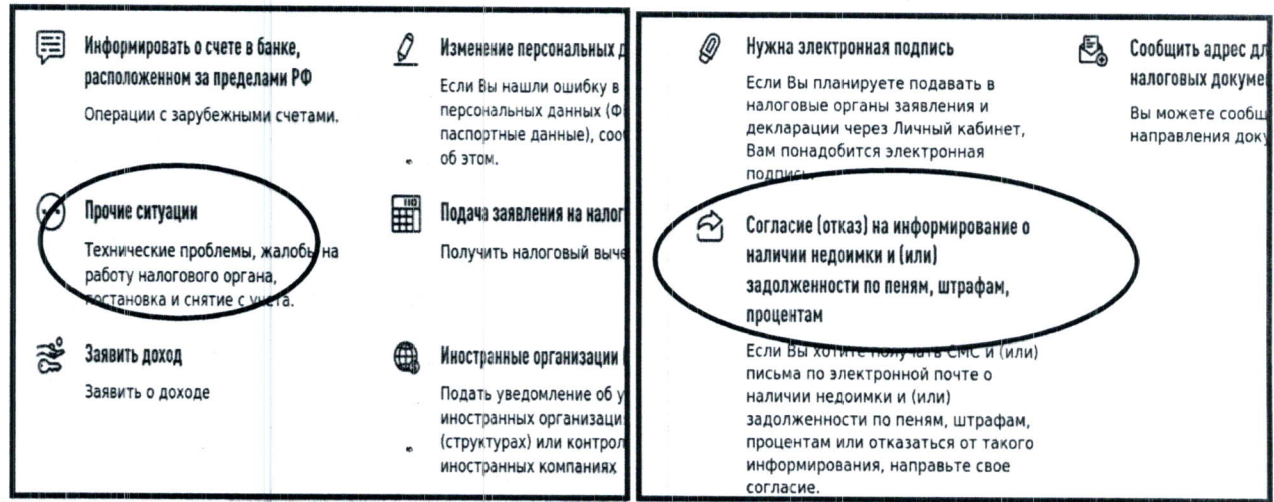 Информировать о счете в банке,
расположенном за пределами РФ
Операции с зарубежными счетами.
Прочие ситуации
Технические проблемы, жалобы на
работу налогового органа,
постановка и снятие с учета.
Заявить доход
Заявить о доходе
Изменение персональных д
Если Вы нашли ошибку в
персональных данных (Ф
паспортные данные), соо
об этом.
Подача заявления на налог
Получить налоговый выче
Иностранные организации
Подать уведомление об у
иностранных организаци
(структурах) или контрол
иностранных компаниях
Нужна электронная подпись
Если Вы планируете подавать в
налоговые органы заявления и
декларации через Личный кабинет,
Вам понадобится электронная
подпись.
Согласие (отказ) на информирование о
наличии недоимки и (или)
задолженности по пеням, штрафам,
процентам
Если Вы хотите получать СМС и (или)
письма по электронной почте о
наличии недоимки и (или)
задолженности по пеням, штрафам,
процентам или отказаться от такого
информирования, направьте свое
согласие.
Сообщить адрес дл
налоговых докуме
Вы можете сообщ
направления доку